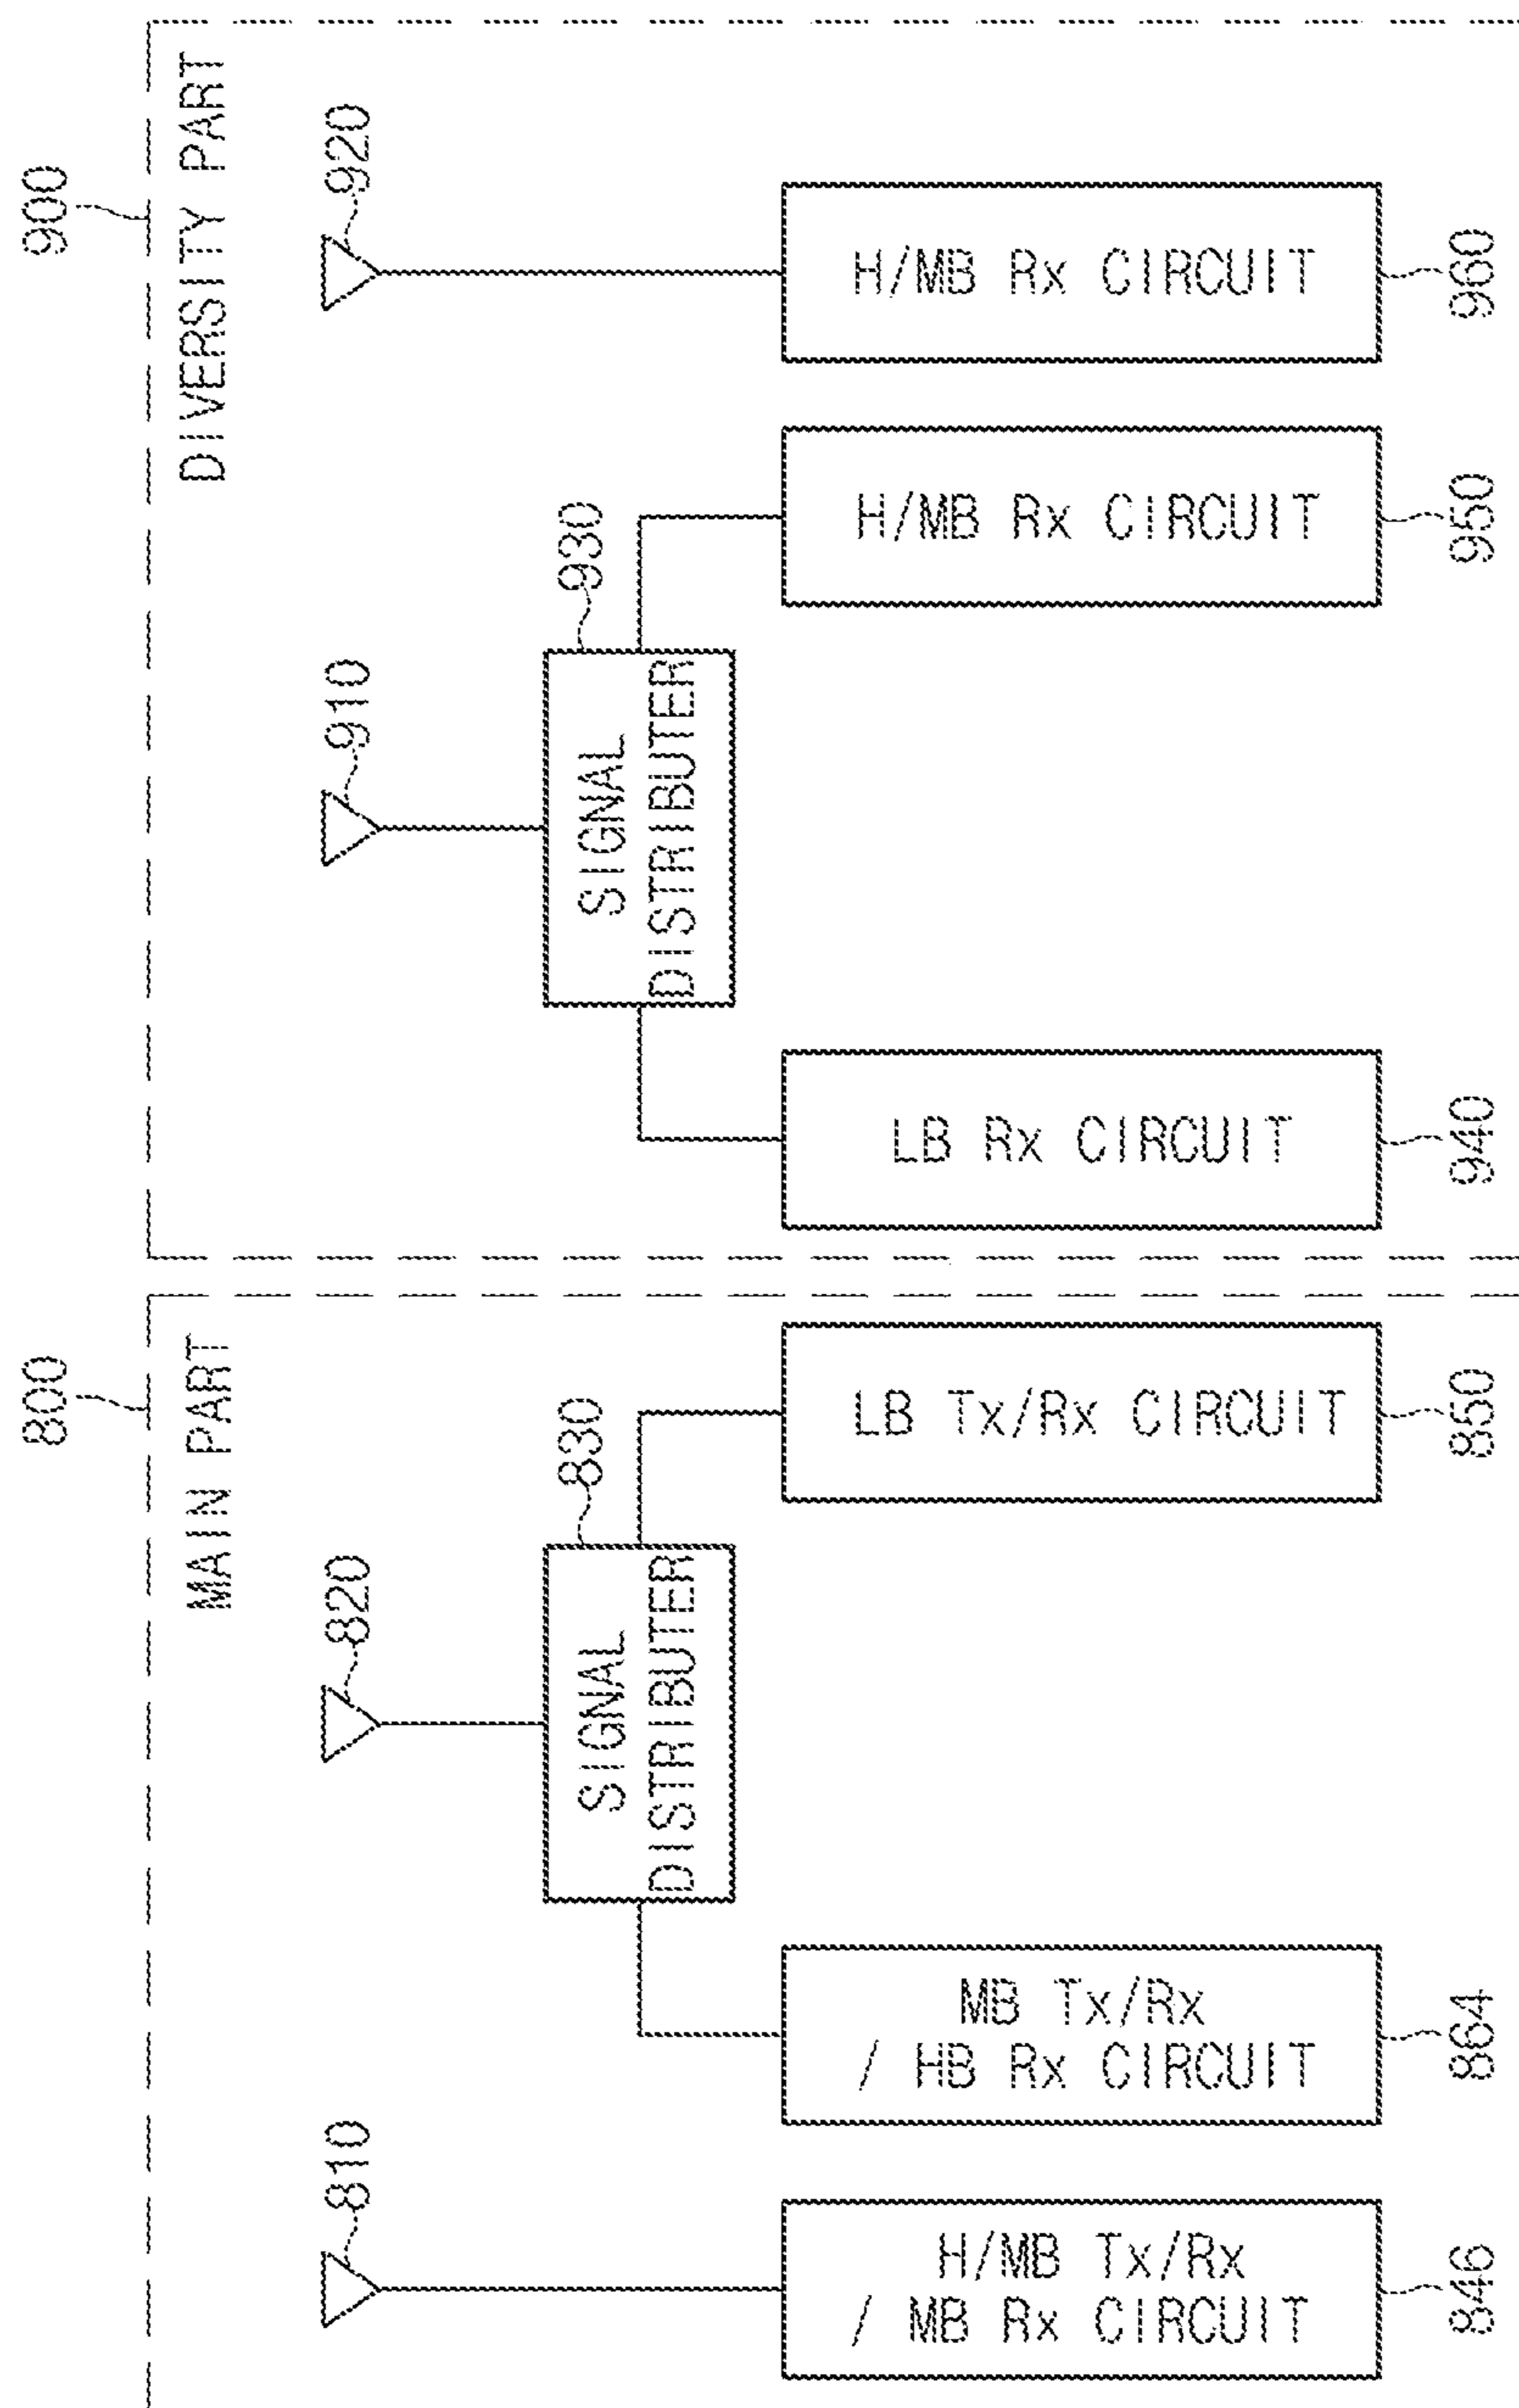 800
MAIN PART
810
820
830
SIGNAL
DISTRIBUTER
H/MB Tx/Rx
/ MB Rx CIRCUIT
846
MB Tx/Rx
/ HB Rx CIRCUIT
864
LB Tx/Rx CIRCUIT
850
900
DIVERSITY PART
910
920
930
SIGNAL
DISTRIBUTER
LB Rx CIRCUIT
940
H/MB Rx CIRCUIT
950
H/MB Rx CIRCUIT
960